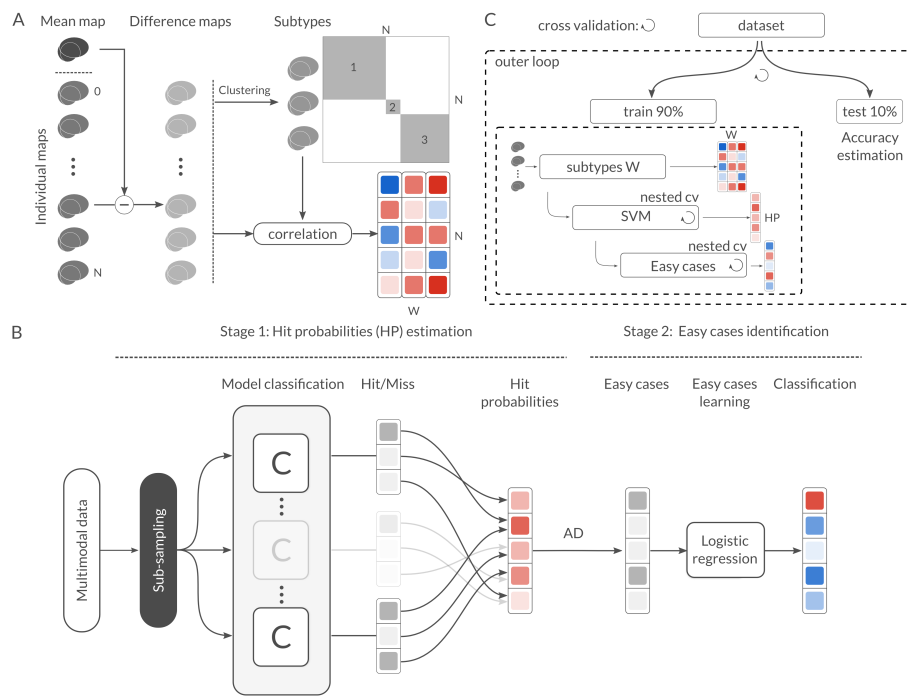 A
Mean map
Difference maps
Subtypes
N
0
Clustering
1
2
3
N
Individual maps
−
correlation
N
N
W
C
cross validation:
dataset
outer loop
train 90%
test 10%
Accuracy
estimation
W
subtypes W
nested cv
SVM
HP
nested cv
Easy cases
B
Stage 1: Hit probabilities (HP) estimation
Stage 2: Easy cases identification
Model classification
Hit/Miss
Hit
probabilities
Easy cases
Easy cases
learning
Classification
Multimodal data
Sub-sampling
C
C
C
AD
Logistic
regression